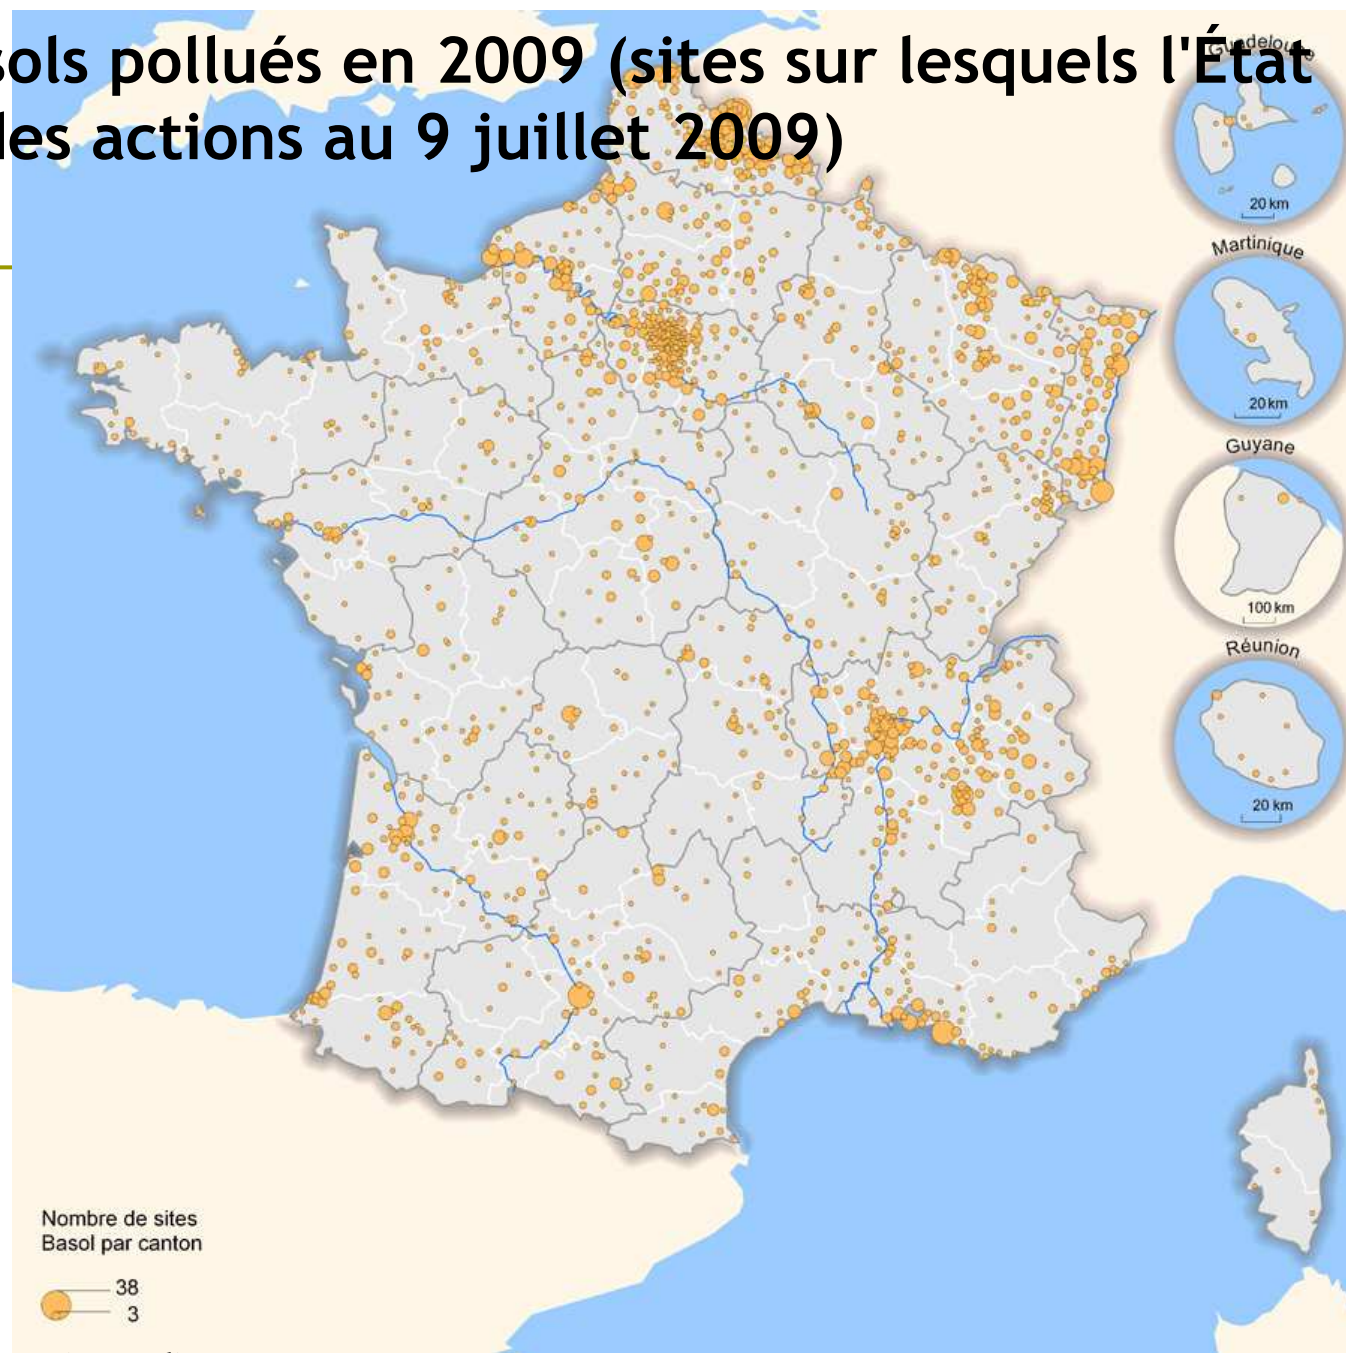 sols pollués en 2009 (sites sur lesquels l'État
des actions au 9 juillet 2009)
Guadeloupe
20 km
Martinique
20 km
Guyane
100 km
Réunion
20 km
Nombre de sites
Basol par canton
38
3